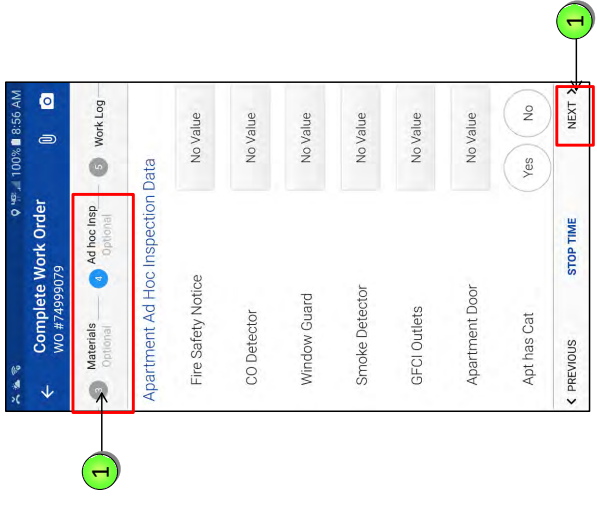 100% 8:56 AM
Complete Work Order
WO #74999079
3 Materials 4 Ad hoc Insp 5 Work Log
Optional Optional
Apartment Ad Hoc Inspection Data
Fire Safety Notice No Value
CO Detector No Value
Window Guard No Value
Smoke Detector No Value
GFCI Outlets No Value
Apartment Door No Value
Apt has Cat Yes No
PREVIOUS STOP TIME NEXT
1
1